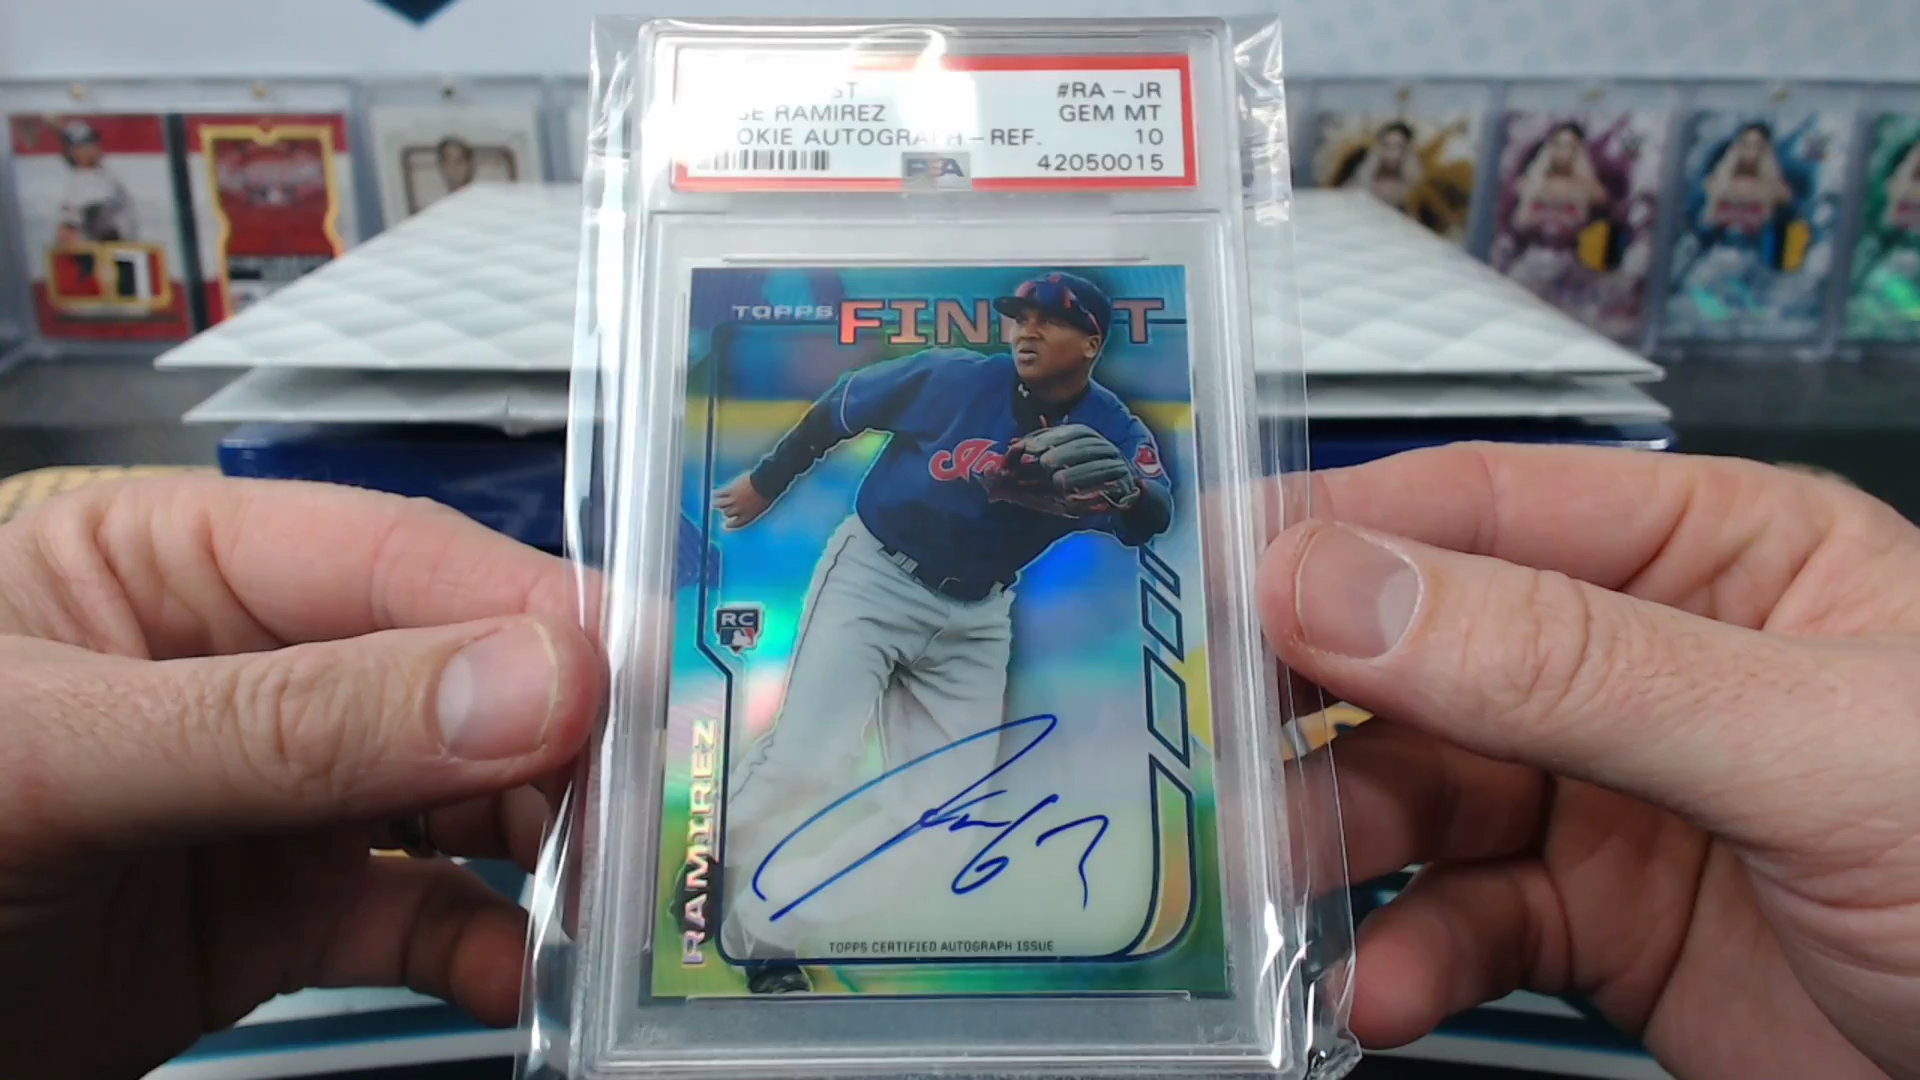 ST #RA-JR
SE RAMIREZ GEM MT
OKIE AUTOGRAPH-REF. 10
PSA 42050015
TOPPS FINEST
RC
RAMIREZ
67
TOPPS CERTIFIED AUTOGRAPH ISSUE